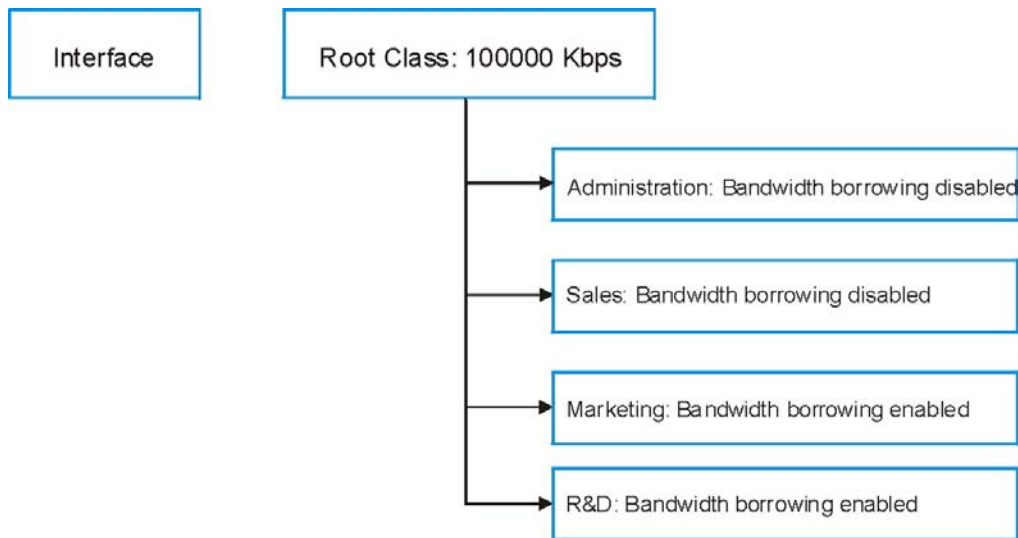 Interface
Root Class: 100000 Kbps
Administration: Bandwidth borrowing disabled
Sales: Bandwidth borrowing disabled
Marketing: Bandwidth borrowing enabled
R&D: Bandwidth borrowing enabled